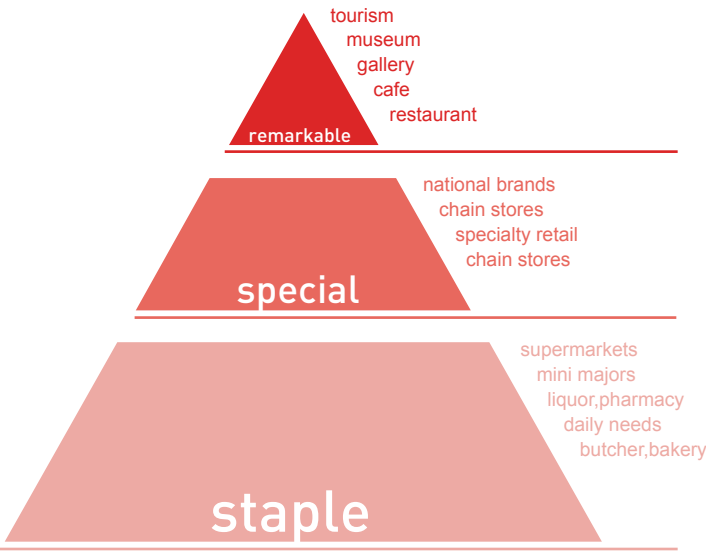 tourism
museum
gallery
cafe
restaurant
remarkable
national brands
chain stores
specialty retail
chain stores
special
supermarkets
mini majors
liquor,pharmacy
daily needs
butcher,bakery
staple